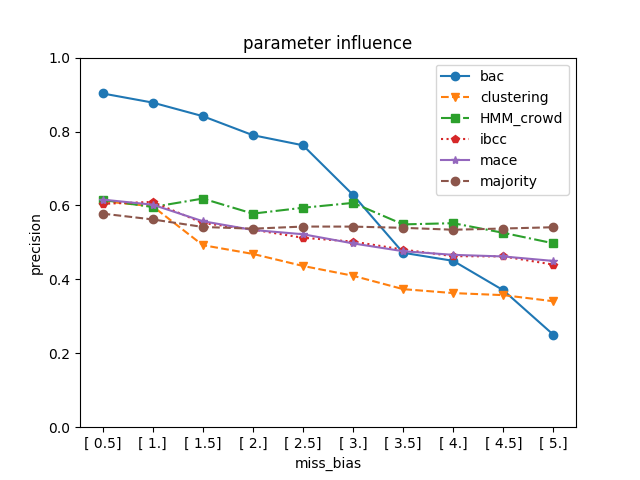 parameter influence
1.0
0.8
0.6
0.4
0.2
0.0
precision
bac
clustering
HMM_crowd
ibcc
mace
majority
[ 0.5] [ 1.] [ 1.5] [ 2.] [ 2.5] [ 3.] [ 3.5] [ 4.] [ 4.5] [ 5.]
miss_bias